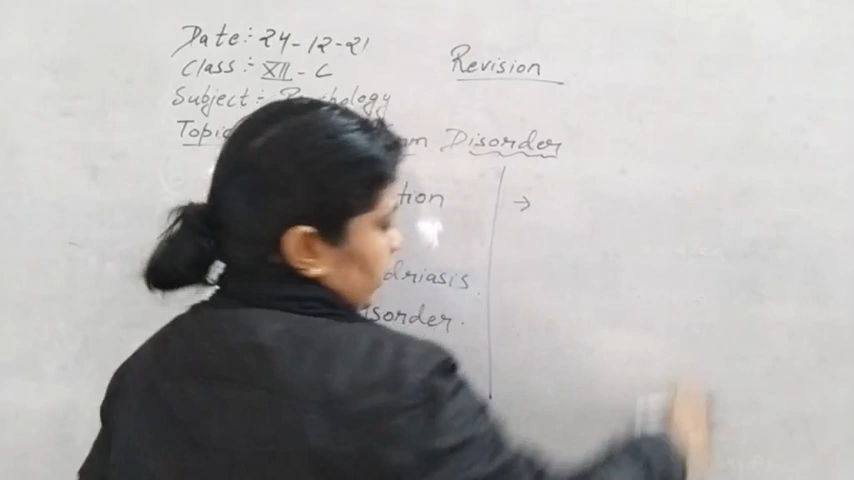 Date:- 24-12-21
Class:- XII - C
Revision
Subject:- Psychology
Topic
Disorder
tion
→
driasis.
isorder.